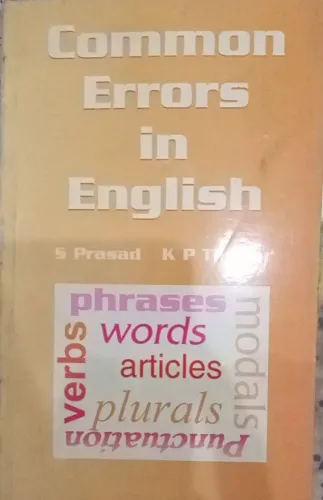 Common
Errors
in
English
S Prasad K P
phrases
verbs
words
modals
articles
plurals
Punctuation